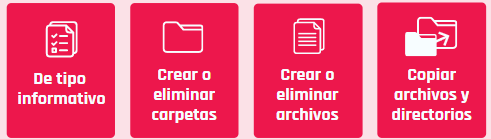 De tipo
informativo
Crear o
eliminar
carpetas
Crear o
eliminar
archivos
Copiar
archivos y
directorios